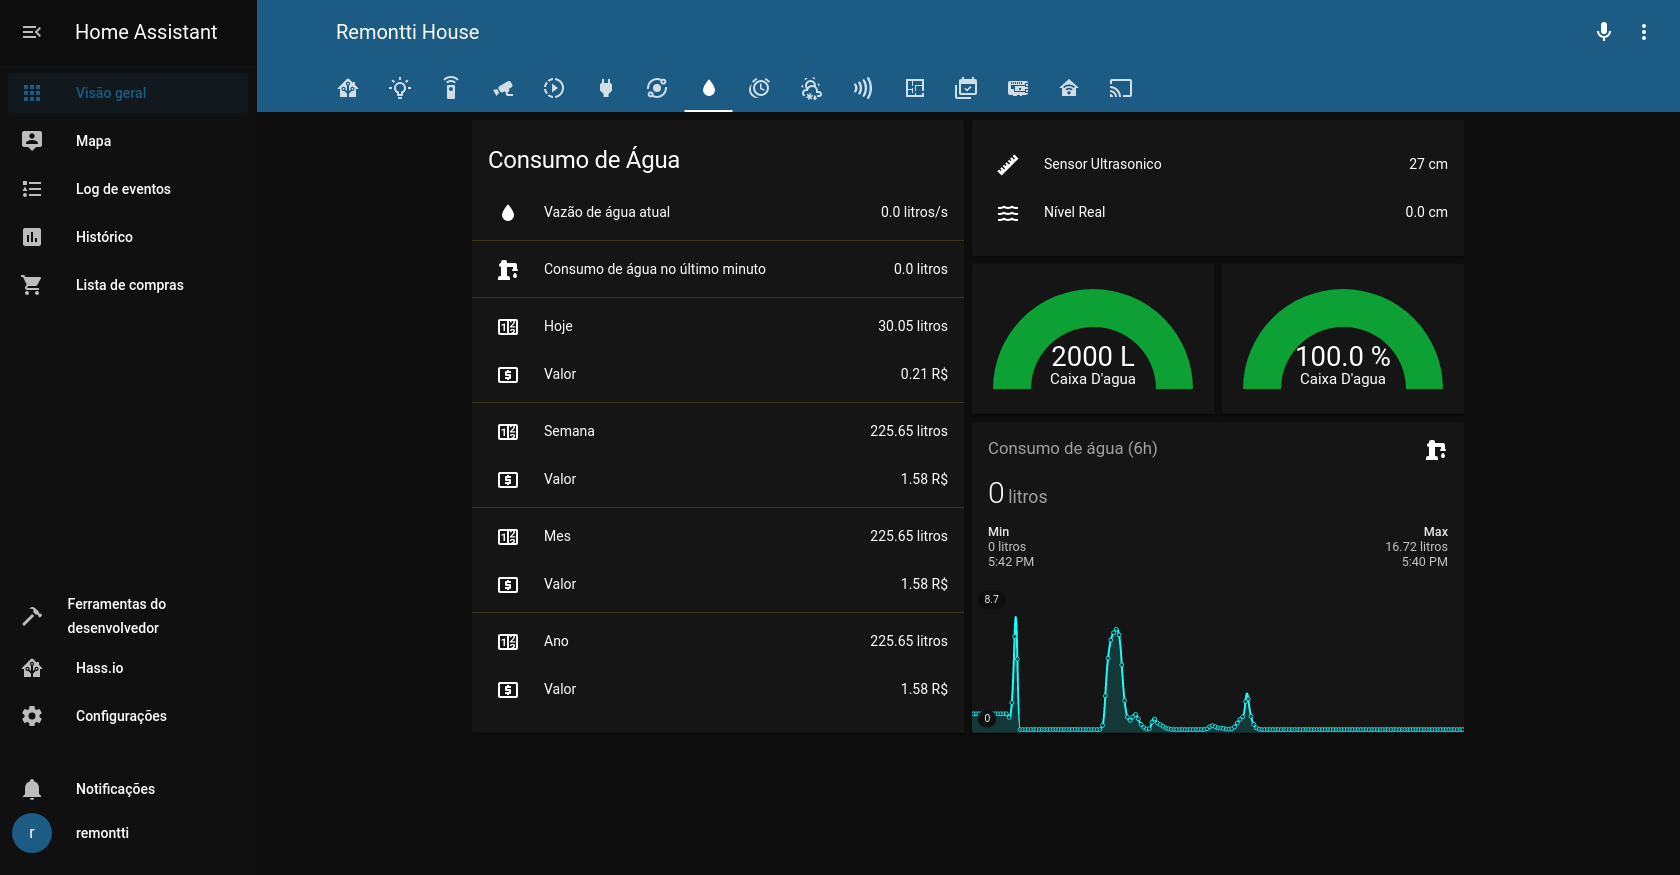 Home Assistant
Visão geral
Mapa
Log de eventos
Histórico
Lista de compras
Ferramentas do
desenvolvedor
Hass.io
Configurações
Notificações
r
remontti
Remontti House
Consumo de Água
Vazão de água atual
0.0 litros/s
Consumo de água no último minuto
0.0 litros
Hoje
30.05 litros
Valor
0.21 R$
Semana
225.65 litros
Valor
1.58 R$
Mes
225.65 litros
Valor
1.58 R$
Ano
225.65 litros
Valor
1.58 R$
Sensor Ultrasonico
27 cm
Nível Real
0.0 cm
2000 L
Caixa D'agua
100.0 %
Caixa D'agua
Consumo de água (6h)
0 litros
Min
0 litros
5:42 PM
Max
16.72 litros
5:40 PM
8.7
0